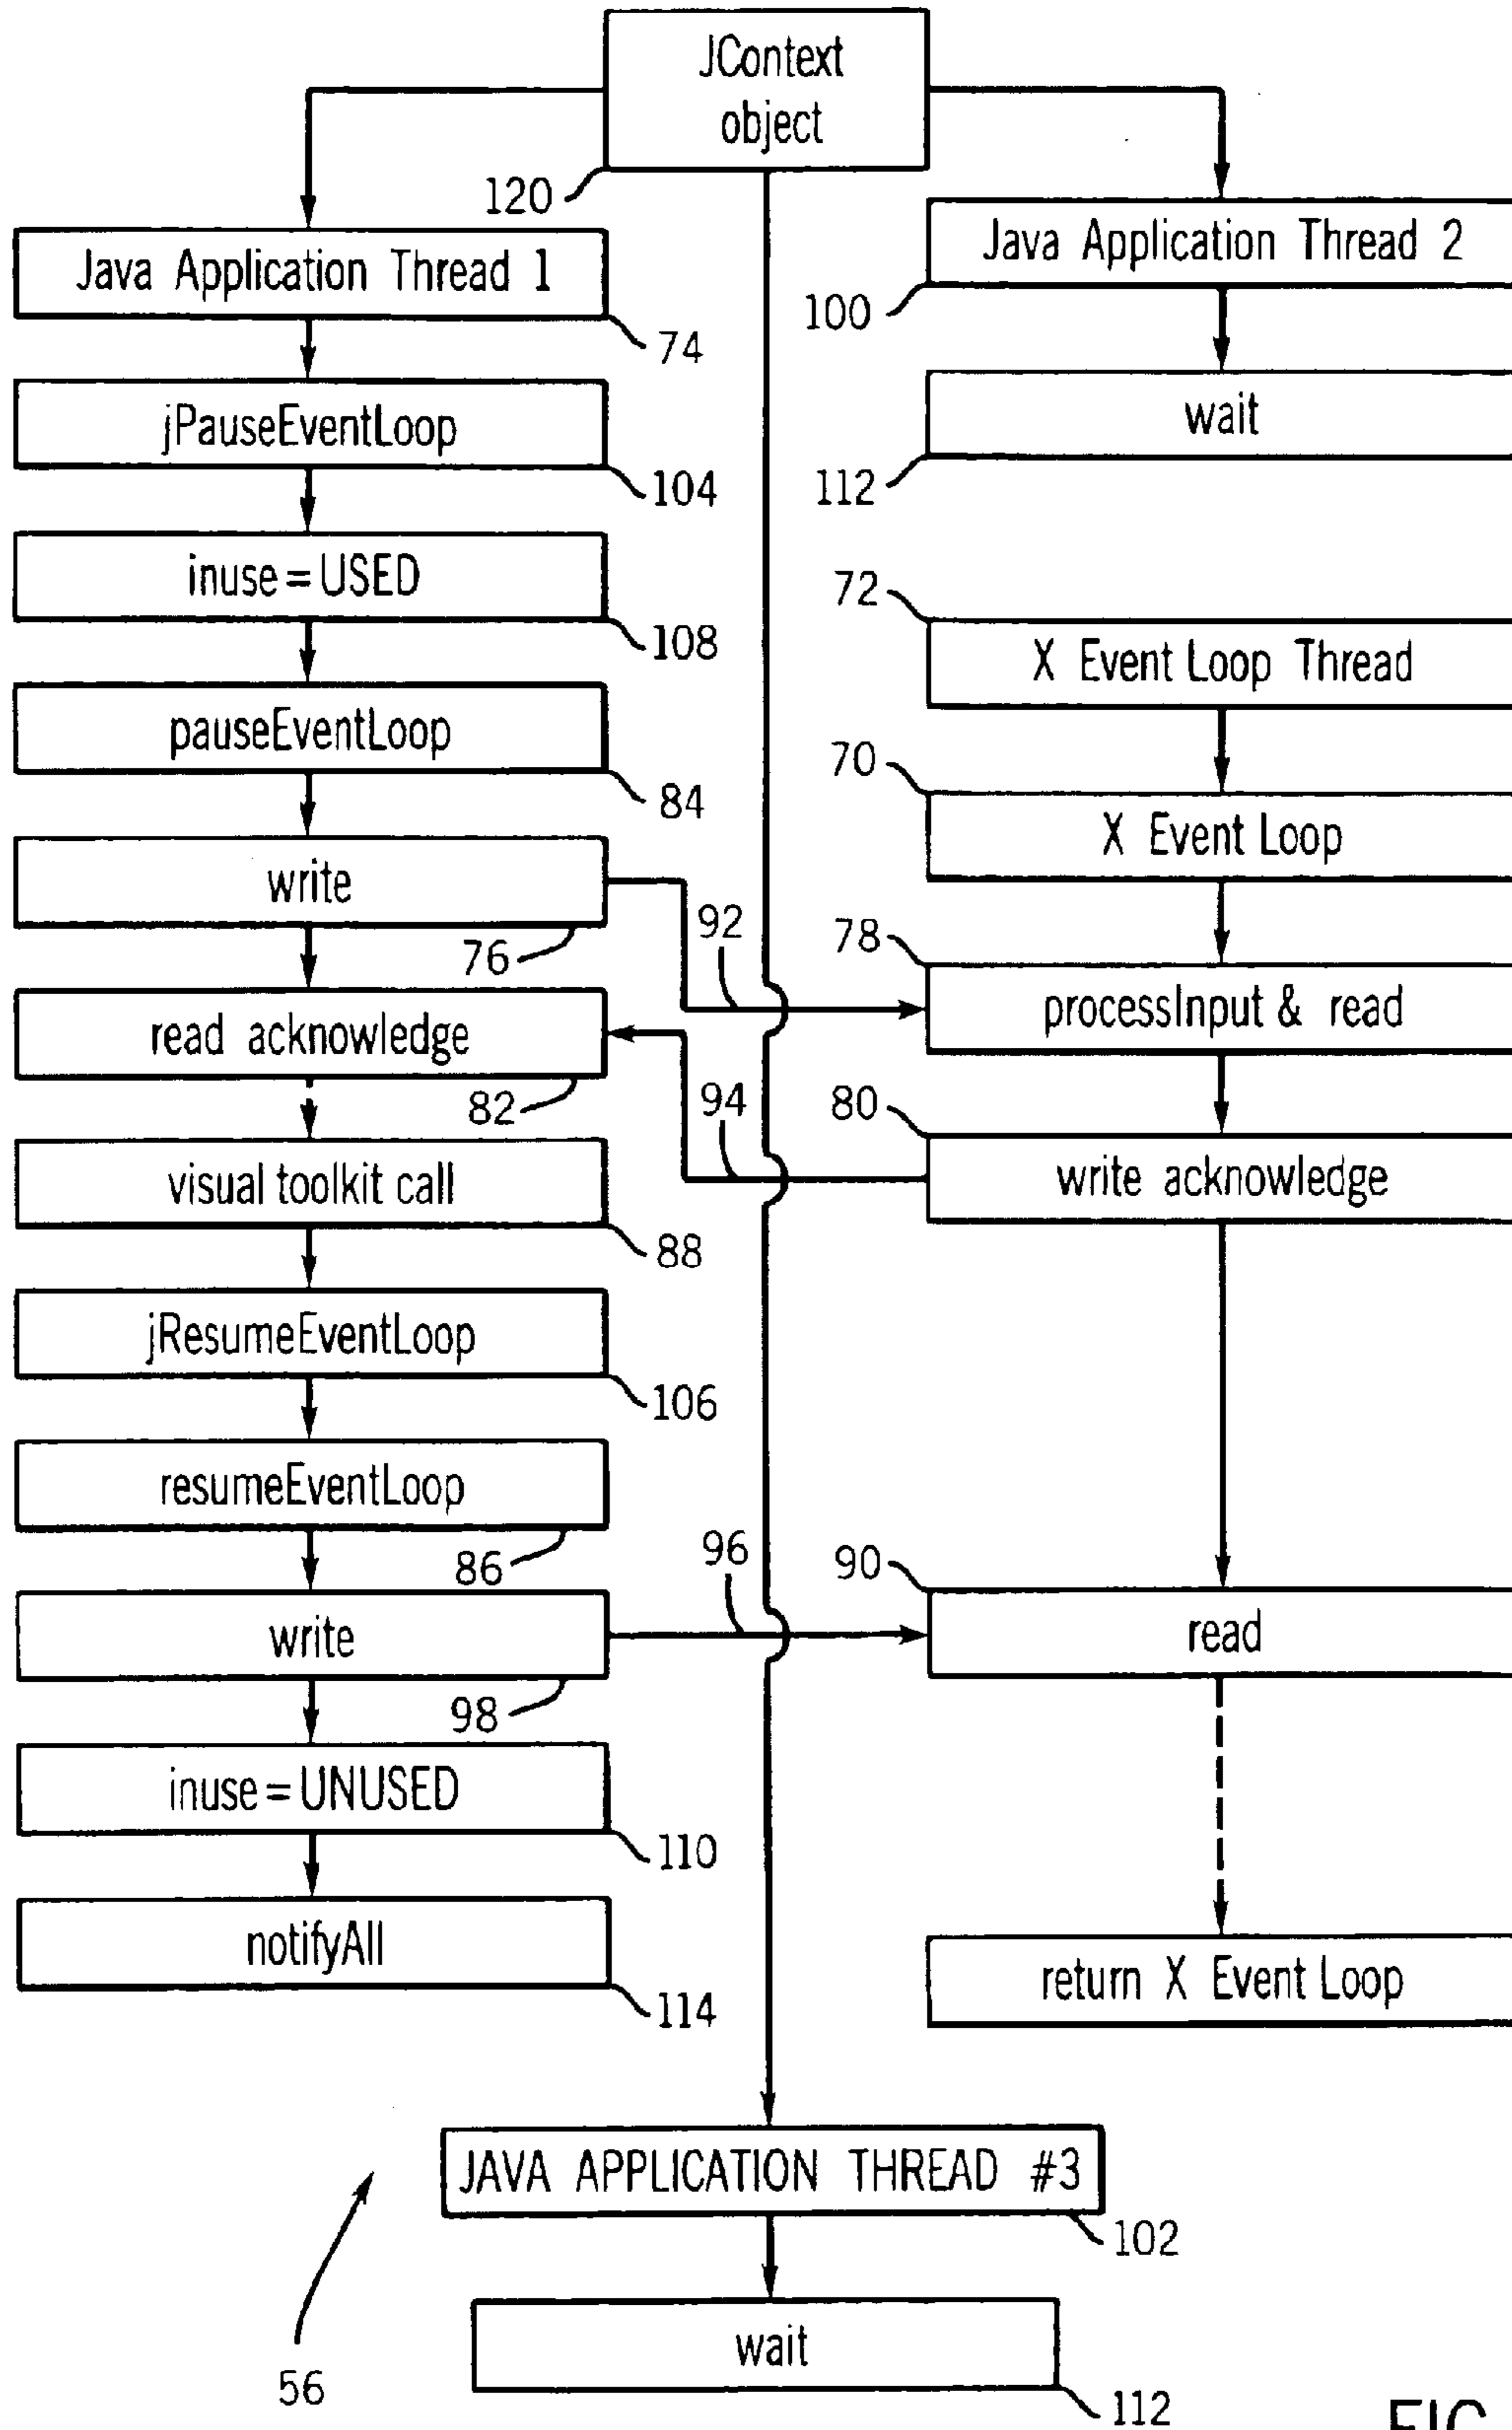 JContext
object
120
Java Application Thread 1
74
Java Application Thread 2
100
jPauseEventLoop
104
wait
112
inuse = USED
108
72
X Event Loop Thread
pauseEventLoop
84
70
X Event Loop
write
76
92
78
processInput & read
read acknowledge
82
94
80
write acknowledge
visual toolkit call
88
jResumeEventLoop
106
resumeEventLoop
86
96
90
write
98
read
inuse = UNUSED
110
notifyAll
114
return X Event Loop
JAVA APPLICATION THREAD #3
102
wait
112
56
FIG